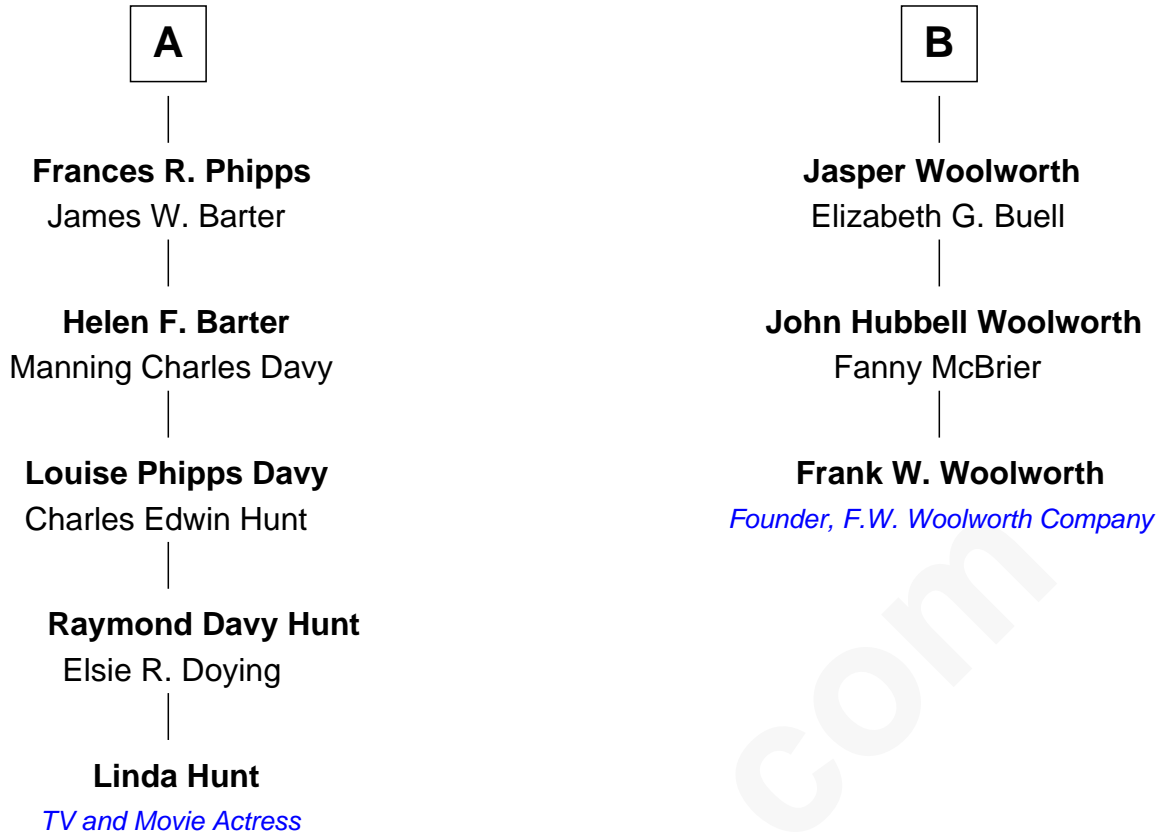 A
Frances R. Phipps
James W. Barter
Helen F. Barter
Manning Charles Davy
Louise Phipps Davy
Charles Edwin Hunt
Raymond Davy Hunt
Elsie R. Doying
Linda Hunt
TV and Movie Actress
B
Jasper Woolworth
Elizabeth G. Buell
John Hubbell Woolworth
Fanny McBrier
Frank W. Woolworth
Founder, F.W. Woolworth Company
com